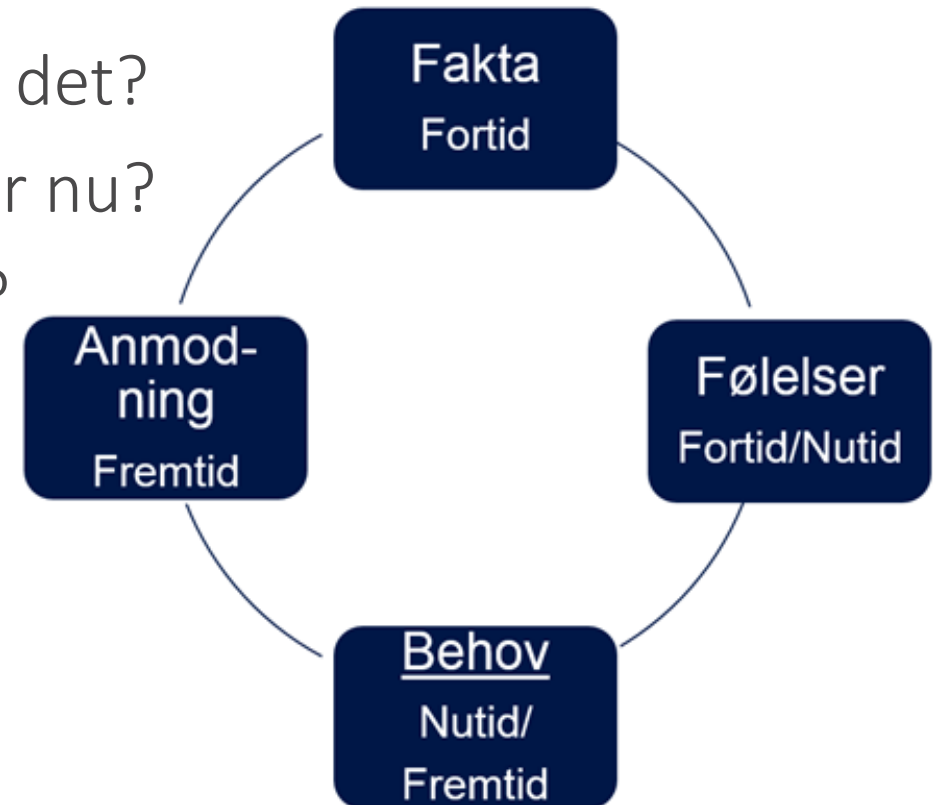 det?
r nu?
Fakta
Fortid
Anmod-
ning
Fremtid
Følelser
Fortid/Nutid
Behov
Nutid/
Fremtid